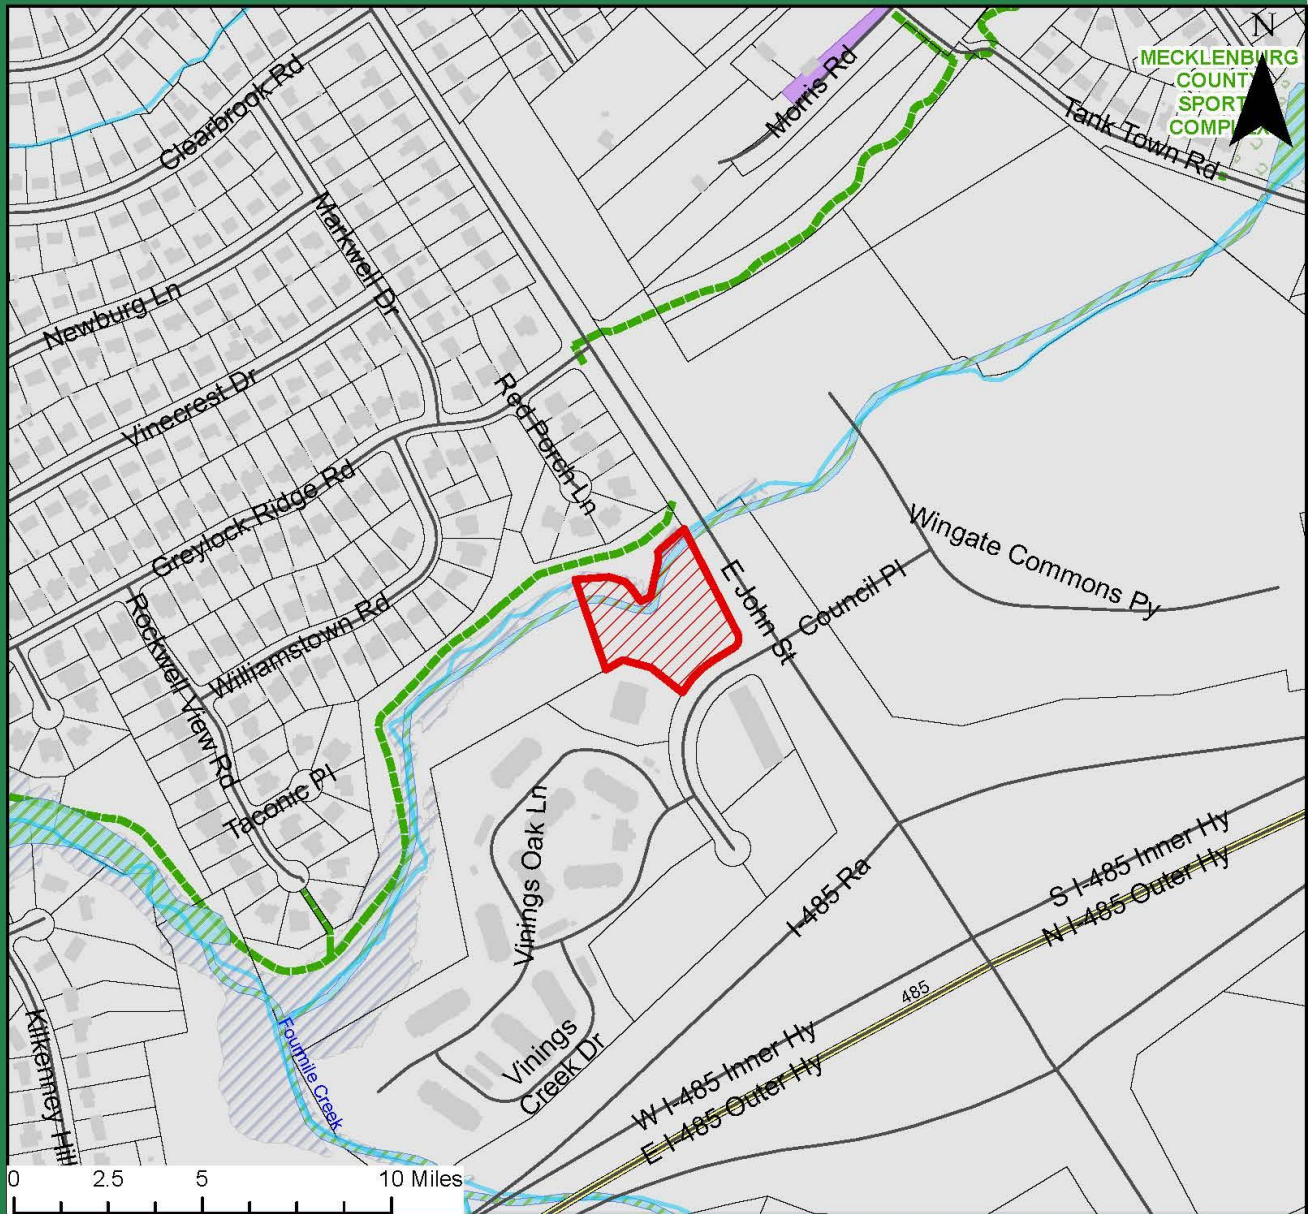 N
MECKLENBURG
COUNTY
SPORT
COMPLEX
Clearbrook Rd
Morris Rd
Tank Town Rd
Markwell Dr
Newburg Ln
Vinecrest Dr
Red Porch Ln
Greylock Ridge Rd
Wingate Commons Py
E John St
Council Pl
Rockwell View Rd
Williamstown Rd
Taconic Pl
Vinings Oak Ln
I-485 Ra
S I-485 Inner Hy
N I-485 Outer Hy
485
Kilkenney Hill
Fourmile Creek
Vinings
Creek Dr
W I-485 Inner Hy
E I-485 Outer Hy
0 2.5 5 10 Miles